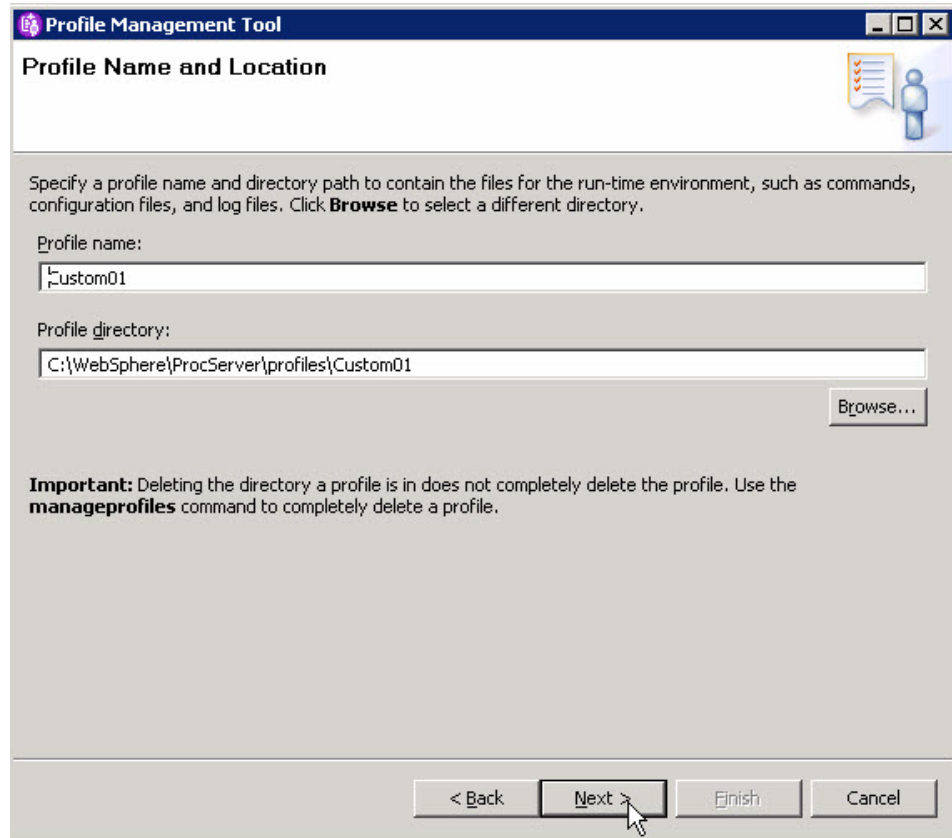 Profile Management Tool
Profile Name and Location
Specify a profile name and directory path to contain the files for the run-time environment, such as commands,
configuration files, and log files. Click Browse to select a different directory.
Profile name:
Custom01
Profile directory:
C:\WebSphere\ProcServer\profiles\Custom01
Browse...
Important: Deleting the directory a profile is in does not completely delete the profile. Use the
manageprofiles command to completely delete a profile.
< Back Next > Finish Cancel